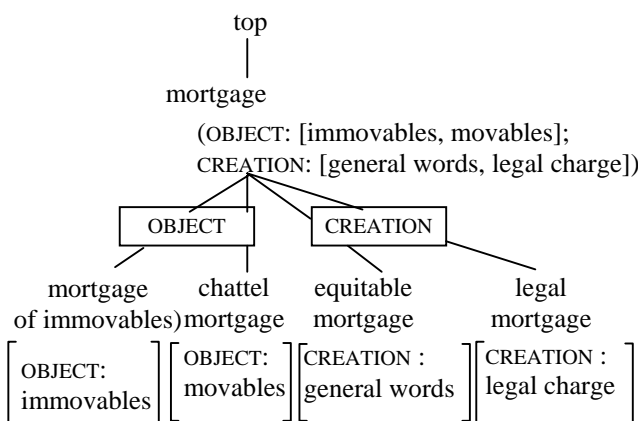 top
mortgage
(OBJECT: [immovables, movables];
CREATION: [general words, legal charge])
OBJECT CREATION
mortgage chattel equitable legal
of immovables) mortgage mortgage mortgage
OBJECT: OBJECT: CREATION : CREATION :
immovables movables general words legal charge